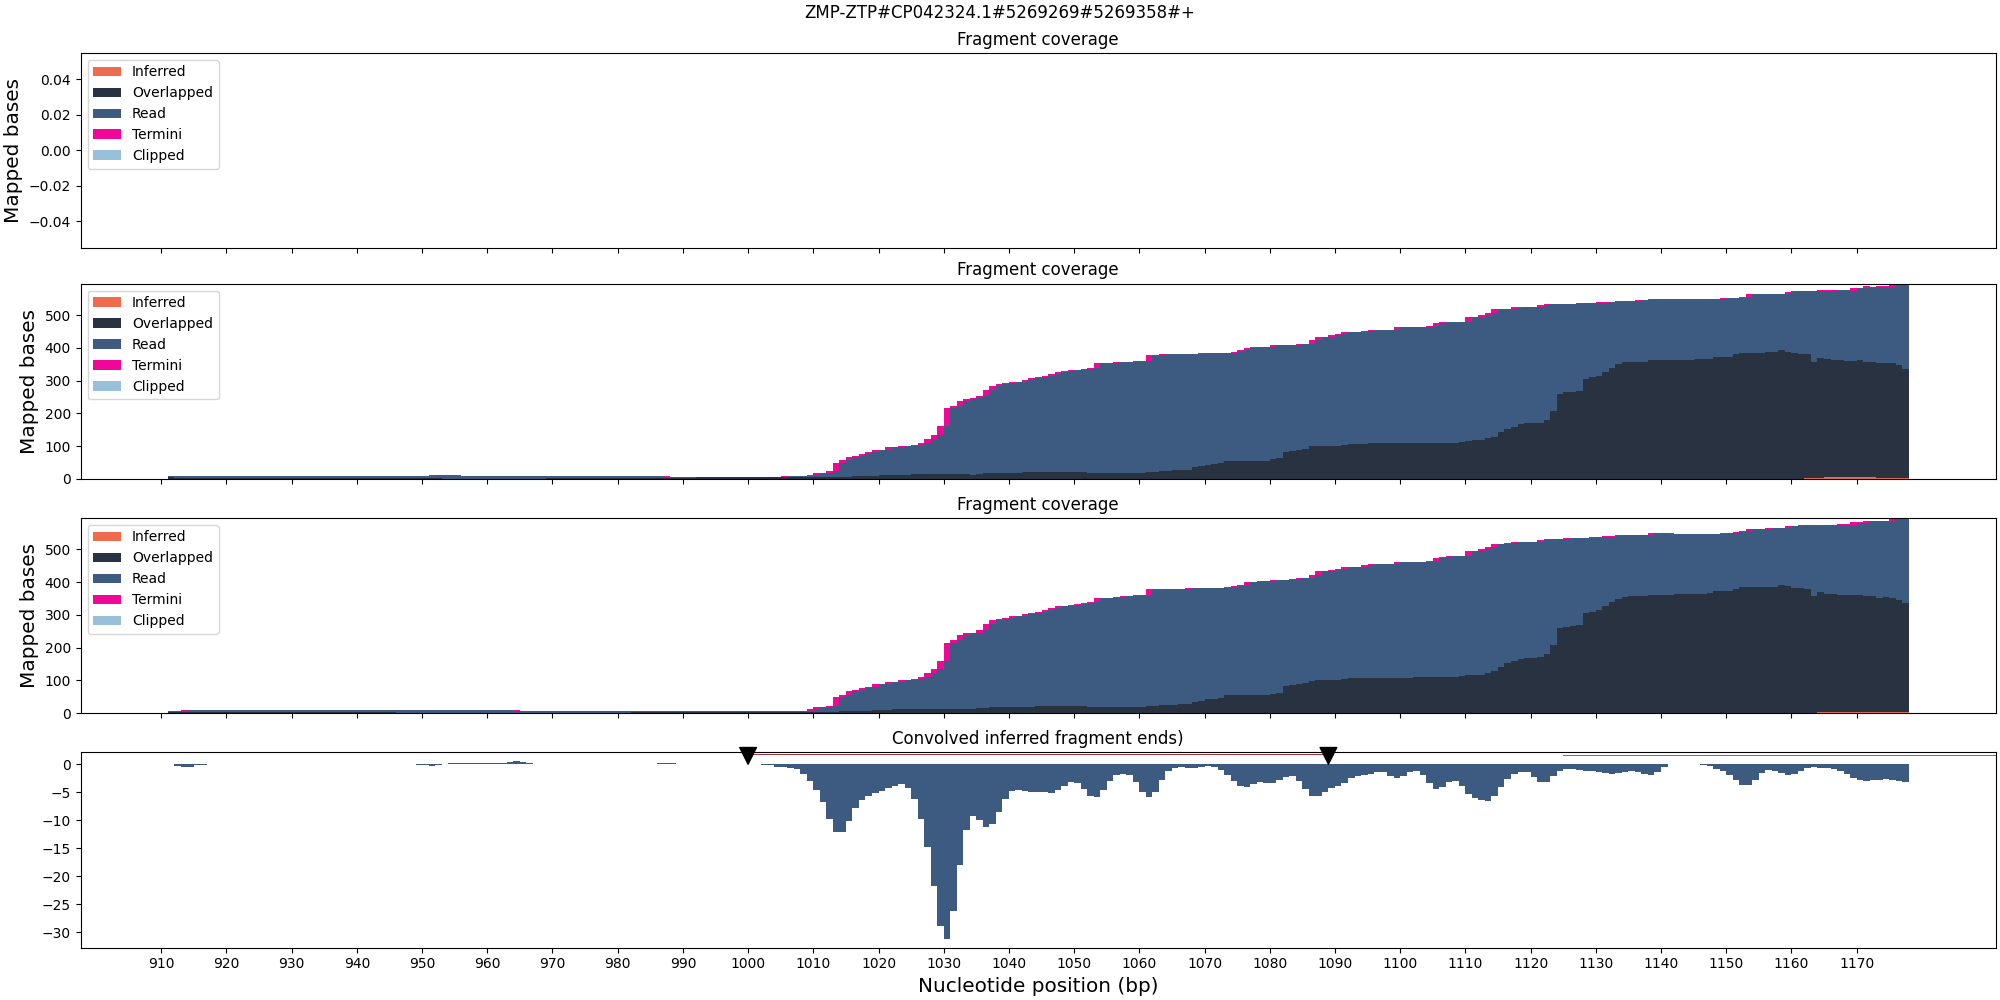 ZMP-ZTP#CP042324.1#5269269#5269358#+
Fragment coverage
Mapped bases
0.04
0.02
0.00
−0.02
−0.04
Inferred
Overlapped
Read
Termini
Clipped
Fragment coverage
Mapped bases
500
400
300
200
100
0
Inferred
Overlapped
Read
Termini
Clipped
Fragment coverage
Mapped bases
500
400
300
200
100
0
Inferred
Overlapped
Read
Termini
Clipped
Convolved inferred fragment ends)
0
−5
−10
−15
−20
−25
−30
910 920 930 940 950 960 970 980 990 1000 1010 1020 1030 1040 1050 1060 1070 1080 1090 1100 1110 1120 1130 1140 1150 1160 1170
Nucleotide position (bp)